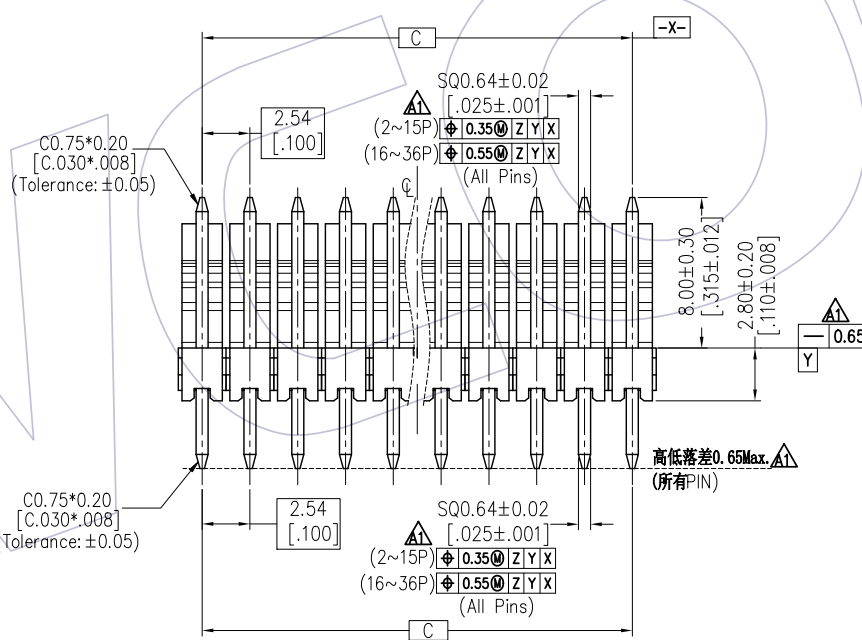 C
-X-
SQ0.64±0.02
[.025±.001]
A1
(2~15P) ⌖ 0.35Ⓜ Z Y X
(16~36P) ⌖ 0.55Ⓜ Z Y X
(All Pins)
2.54
[.100]
C0.75*0.20
[C.030*.008]
(Tolerance: ±0.05)
℄
8.00±0.30
[.315±.012]
2.80±0.20
[.110±.008]
A1
— 0.65
Y
高低落差0.65Max. A1
(所有PIN)
C0.75*0.20
[C.030*.008]
Tolerance: ±0.05)
2.54
[.100]
SQ0.64±0.02
[.025±.001]
A1
(2~15P) ⌖ 0.35Ⓜ Z Y X
(16~36P) ⌖ 0.55Ⓜ Z Y X
(All Pins)
C